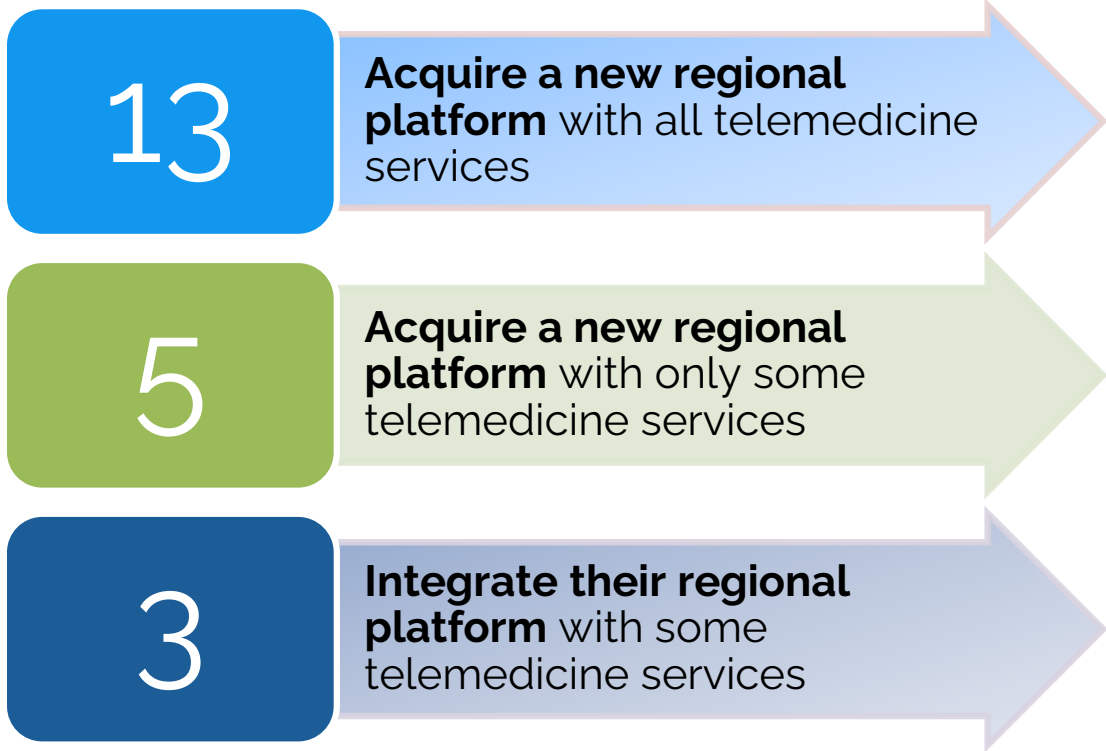 13
Acquire a new regional
platform with all telemedicine
services
5
Acquire a new regional
platform with only some
telemedicine services
3
Integrate their regional
platform with some
telemedicine services